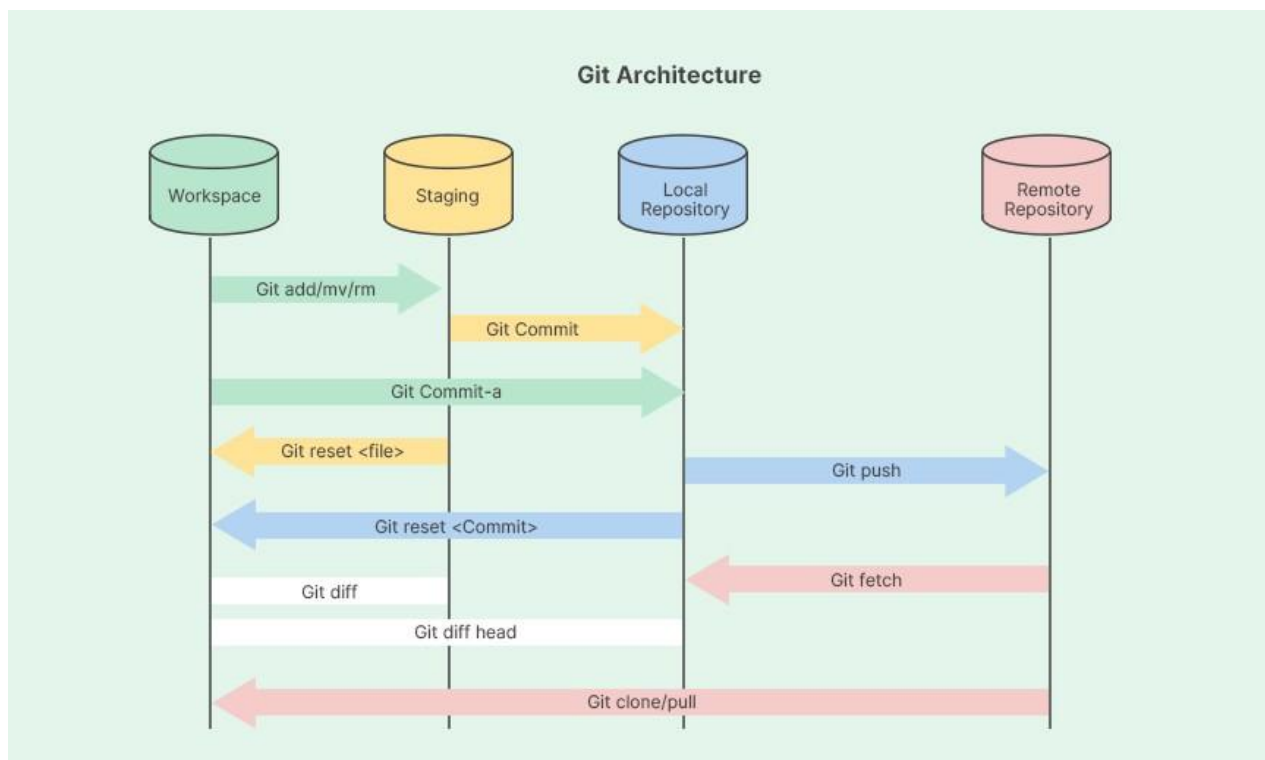 Git Architecture
Workspace
Staging
Local
Repository
Remote
Repository
Git add/mv/rm
Git Commit
Git Commit-a
Git reset <file>
Git push
Git reset <Commit>
Git fetch
Git diff
Git diff head
Git clone/pull